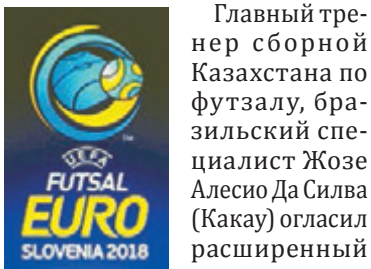 UEFA
FUTSAL
EURO
SLOVENIA 2018
Главный тре-
нер сборной
Казахстана по
футзалу, бра-
зильский спе-
циалист Жозе
Алесио Да Силва
(Какау) огласил
расширенный